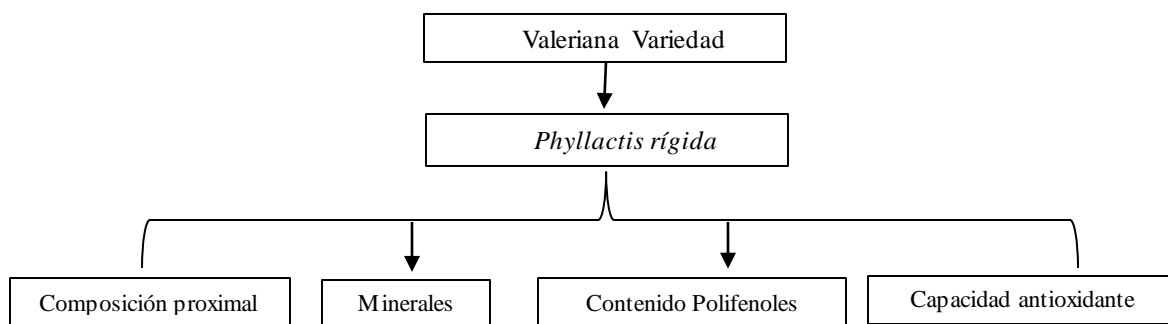 Valeriana Variedad
Phyllactis rígida
Composición proximal
Minerales
Contenido Polifenoles
Capacidad antioxidante